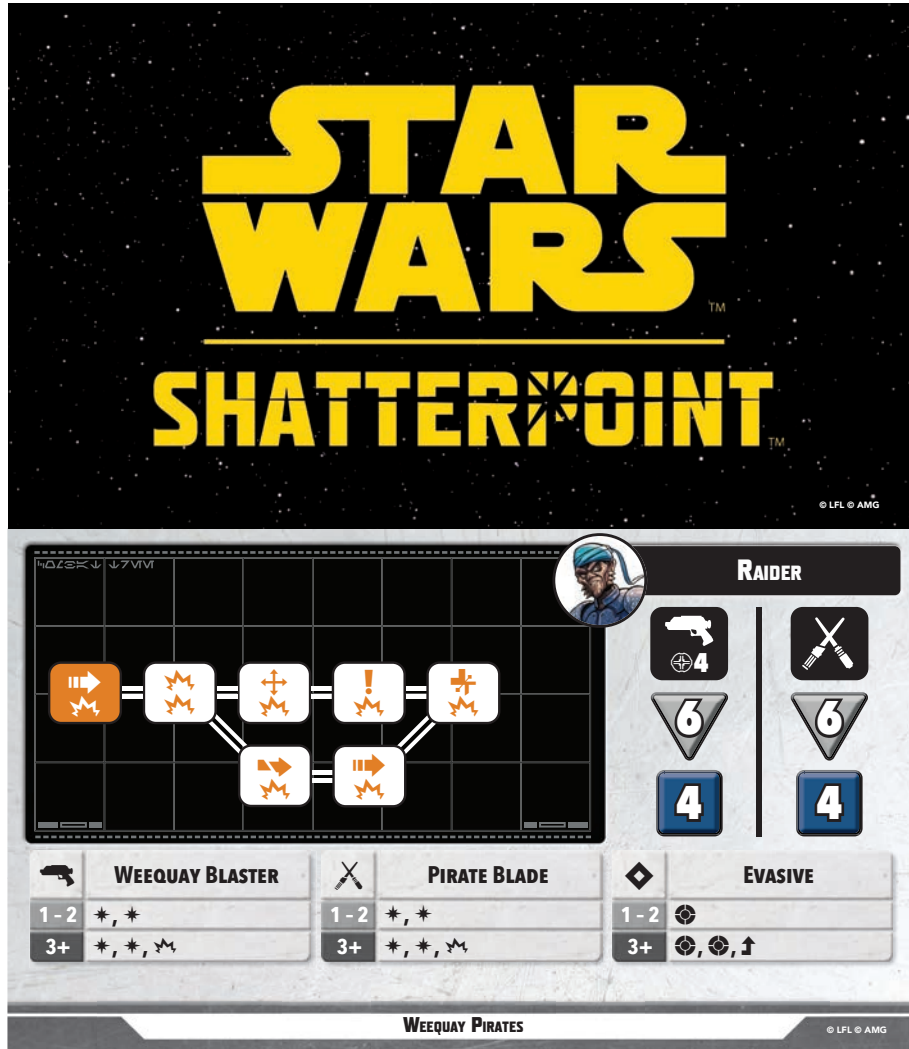 STAR
WARS
TM
SHATTERPOINT
TM
© LFL © AMG
RAIDER
4
6 6
4 4
WEEQUAY BLASTER
1 - 2
3+
PIRATE BLADE
1 - 2
3+
EVASIVE
1 - 2
3+
WEEQUAY PIRATES
© LFL © AMG